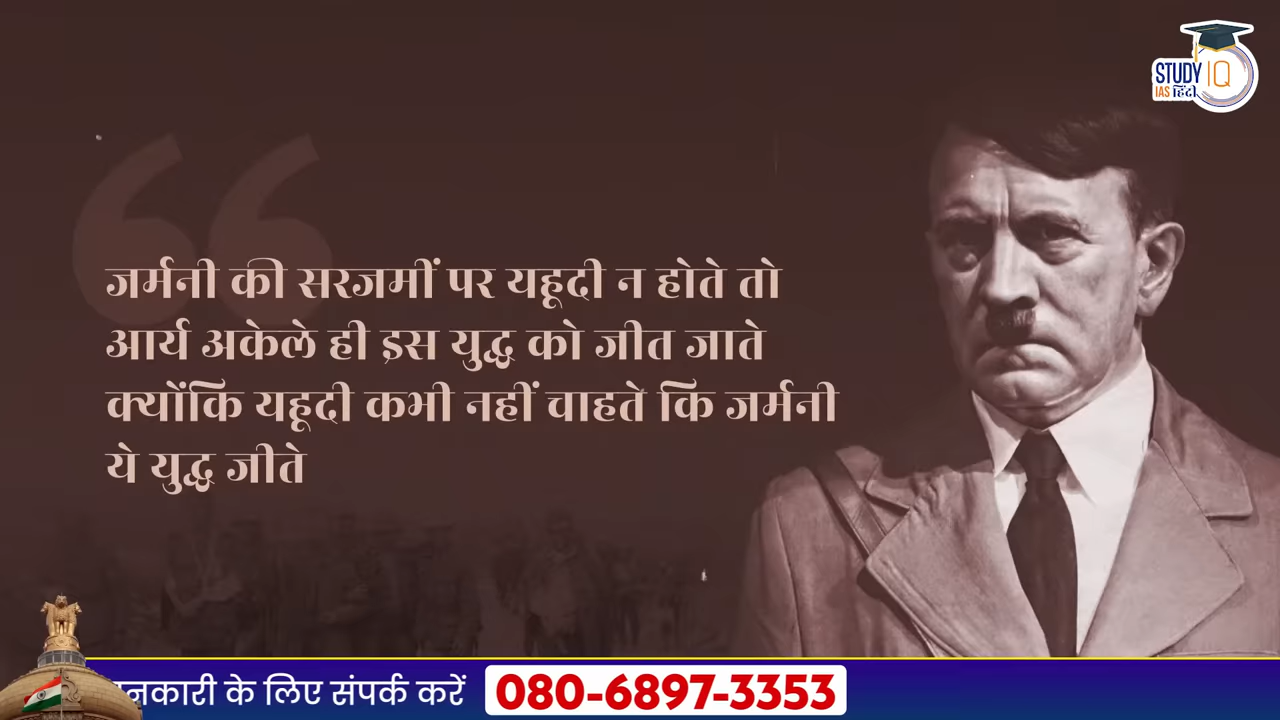 STUDY IQ
IAS हिंदी
जर्मनी की सरजमीं पर यहूदी न होते तो
आर्य अकेले ही इस युद्ध को जीत जाते
क्योंकि यहूदी कभी नहीं चाहते कि जर्मनी
ये युद्ध जीते
के लिए संपर्क करें 080-6897-3353